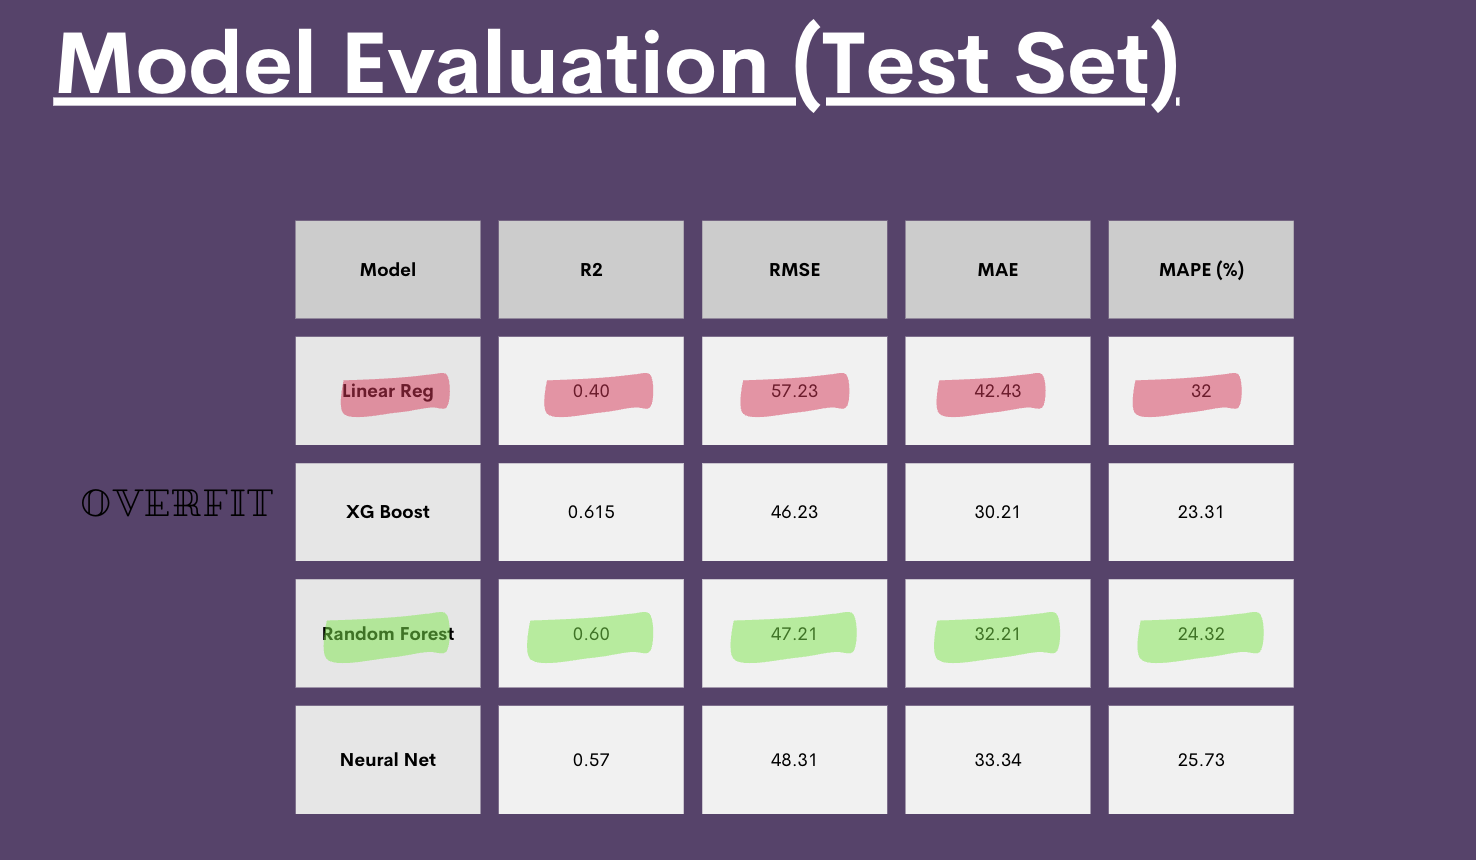 Model Evaluation (Test Set)
Model R2 RMSE MAE MAPE (%)
Linear Reg 0.40 57.23 42.43 32
OVERFIT XG Boost 0.615 46.23 30.21 23.31
Random Forest 0.60 47.21 32.21 24.32
Neural Net 0.57 48.31 33.34 25.73